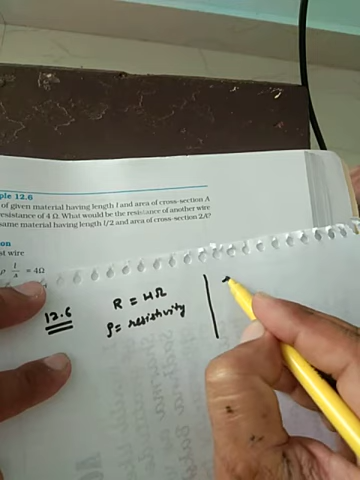 ple 12.6
of given material having length l and area of cross-section A
resistance of 4 Ω. What would be the resistance of another wire
same material having length l/2 and area of cross-section 2A?
on
st wire
ρ l/a = 4Ω
12.6
R = 4Ω
ρ = resistivity